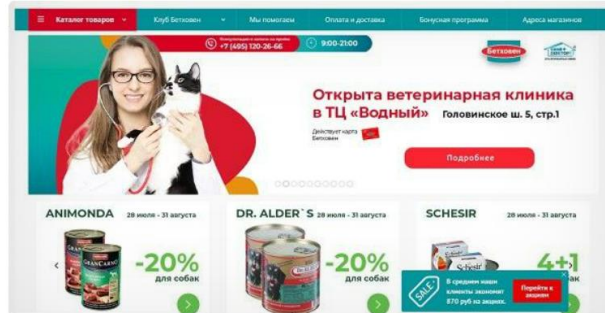 Каталог товаров
Клуб Бетховен
Мы помогаем
Оплата и доставка
Бонусная программа
Адреса магазинов
+7 (495) 120-26-66
9:00-21:00
Бетховен
Открыта ветеринарная клиника
в ТЦ «Водный» Головинское ш. 5, стр.1
Действует карта
Бетховен
Подробнее
ANIMONDA 28 июля - 31 августа
DR. ALDER`S 28 июля - 31 августа
SCHESIR 28 июля - 31 августа
GRANCARNO
Schesir
-20%
для собак
-20%
для собак
4+1
SALE
В среднем наши
клиенты экономят
870 руб на акциях.
Перейти к
акциям